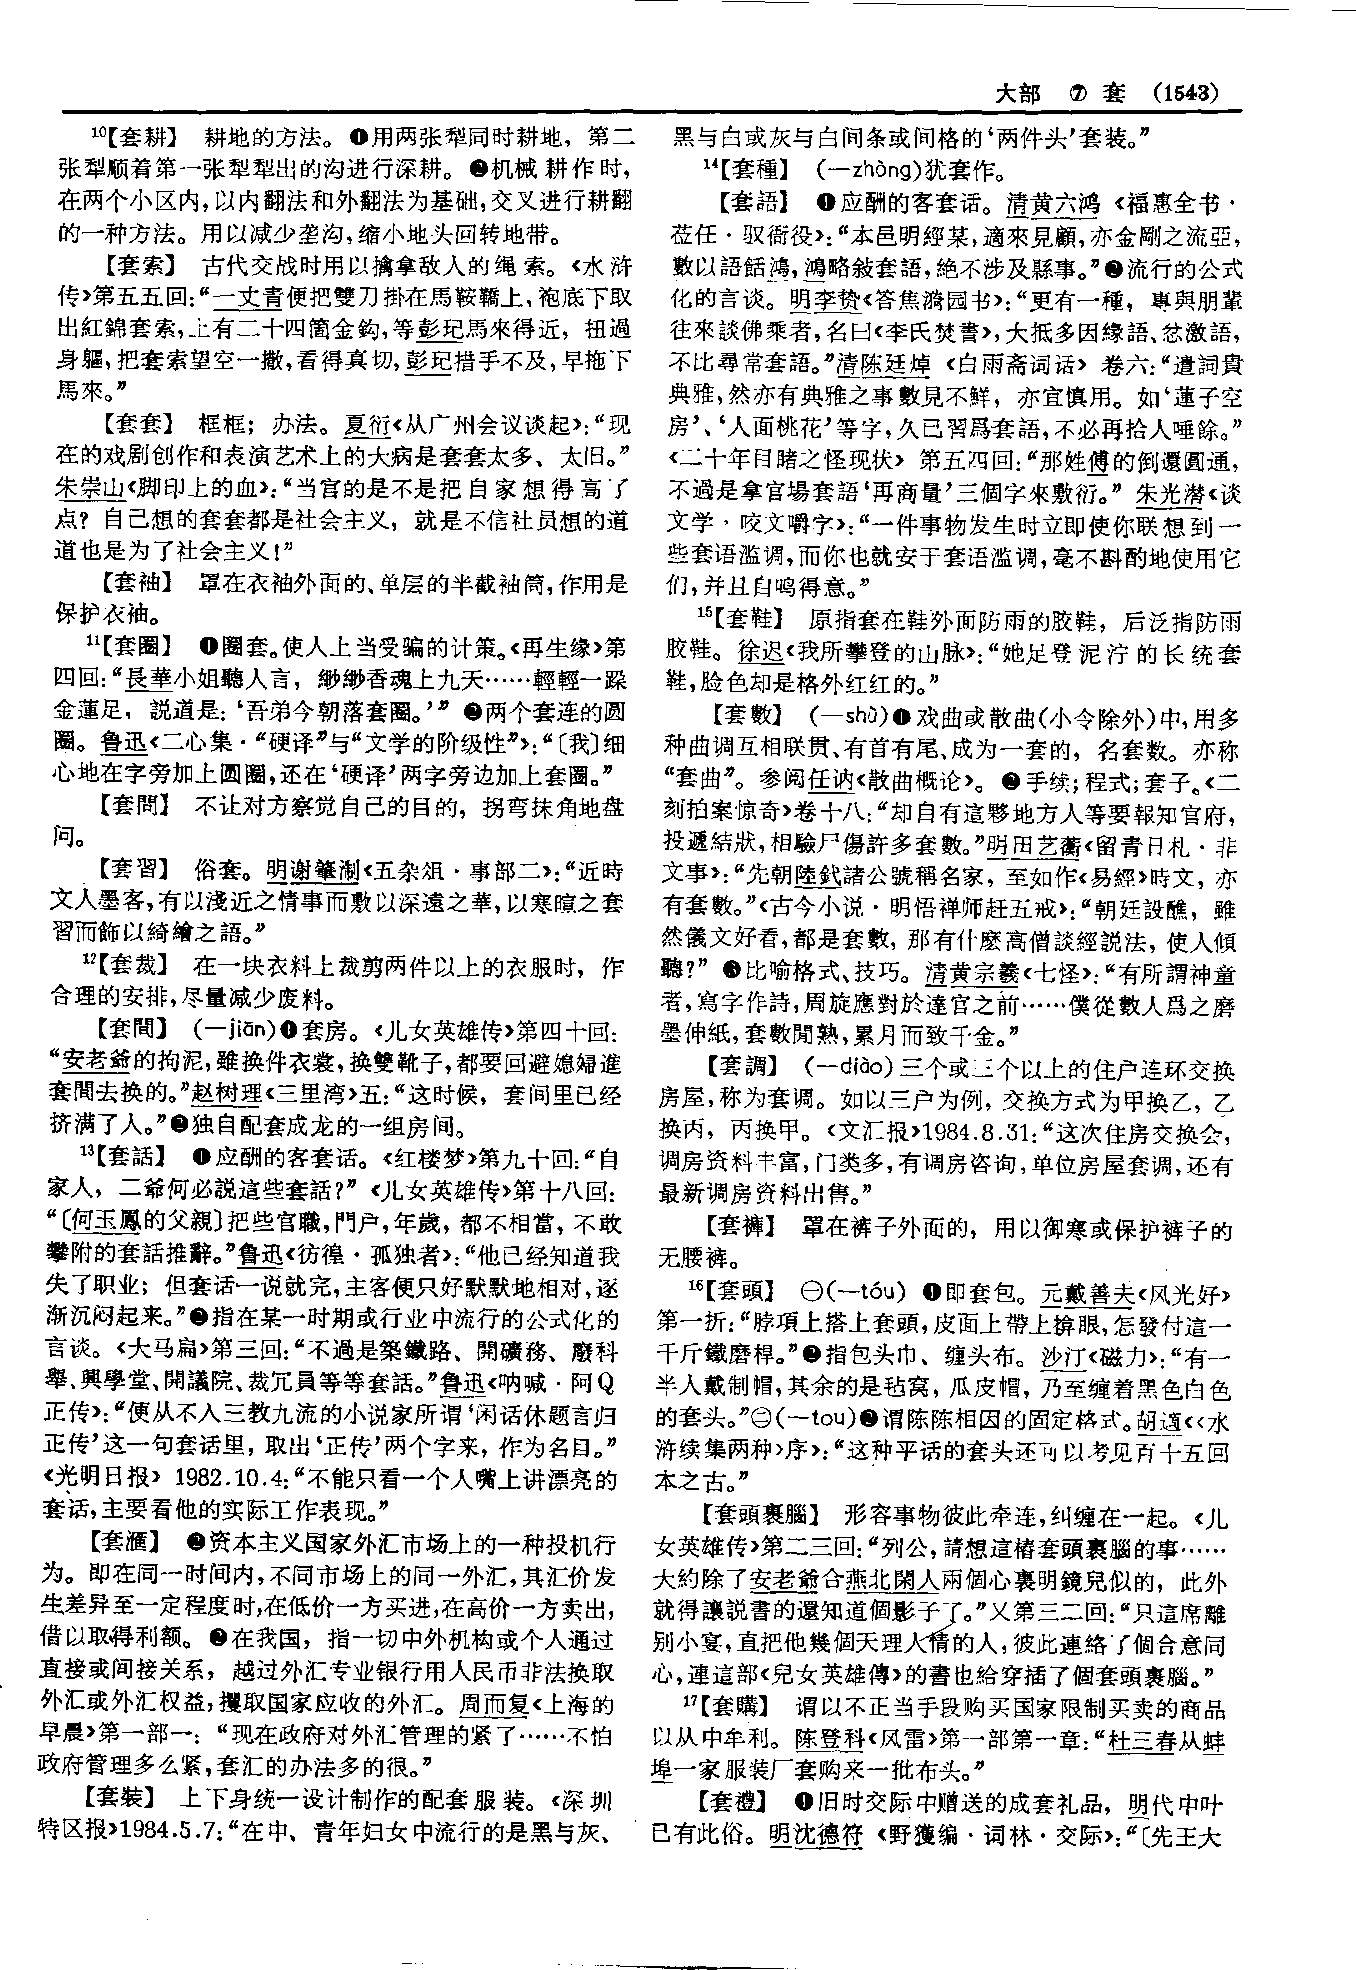 大部 ⑦ 套 (1543)
¹⁰【套耕】 耕地的方法。❶用两张犁同时耕地，第二
张犁顺着第一张犁犁出的沟进行深耕。❷机械耕作时，
在两个小区内，以内翻法和外翻法为基础，交叉进行耕翻
的一种方法。用以减少垄沟，缩小地头回转地带。
【套索】 古代交战时用以擒拿敌人的绳索。《水浒
传》第五五回：“一丈青便把雙刀掛在馬鞍鞽上，袍底下取
出紅錦套索，上有二十四箇金鈎，等彭玘馬來得近，扭過
身軀，把套索望空一撒，看得真切，彭玘措手不及，早拖下
馬來。”
【套套】 框框；办法。夏衍《从广州会议谈起》：“现
在的戏剧创作和表演艺术上的大病是套套太多、太旧。”
朱崇山《脚印上的血》：“当官的是不是把自家想得高了
点？自己想的套套都是社会主义，就是不信社员想的道
道也是为了社会主义！”
【套袖】 罩在衣袖外面的、单层的半截袖筒，作用是
保护衣袖。
¹¹【套圈】 ❶圈套。使人上当受骗的计策。《再生缘》第
四回：“長華小姐聽人言，緲緲香魂上九天……輕輕一跺
金蓮足，説道是：‘吾弟今朝落套圈。’” ❷两个套连的圆
圈。鲁迅《二心集·“硬译”与“文学的阶级性”》：“〔我〕细
心地在字旁加上圆圈，还在‘硬译’两字旁边加上套圈。”
【套問】 不让对方察觉自己的目的，拐弯抹角地盘
问。
【套習】 俗套。明谢肇淛《五杂俎·事部二》：“近時
文人墨客，有以淺近之情事而敷以深遠之華，以寒暄之套
習而飾以綺繪之語。”
¹²【套裁】 在一块衣料上裁剪两件以上的衣服时，作
合理的安排，尽量减少废料。
【套間】 (—jiān)❶套房。《儿女英雄传》第四十回：
“安老爺的拘泥，雖换件衣裳，换雙靴子，都要回避媳婦進
套間去换的。”赵树理《三里湾》五：“这时候，套间里已经
挤满了人。”❷独自配套成龙的一组房间。
¹³【套話】 ❶应酬的客套话。《红楼梦》第九十回：“自
家人，二爺何必説這些套話？”《儿女英雄传》第十八回：
“〔何玉鳳的父親〕把些官職，門户，年歲，都不相當，不敢
攀附的套話推辭。”鲁迅《彷徨·孤独者》：“他已经知道我
失了职业；但套话一说就完，主客便只好默默地相对，逐
渐沉闷起来。”❷指在某一时期或行业中流行的公式化的
言谈。《大马扁》第三回：“不過是築鐵路、開礦務、廢科
舉、興學堂、開議院、裁冗員等等套話。”鲁迅《呐喊·阿Q
正传》：“便从不入三教九流的小说家所谓‘闲话休题言归
正传’这一句套话里，取出‘正传’两个字来，作为名目。”
《光明日报》 1982.10.4：“不能只看一个人嘴上讲漂亮的
套话，主要看他的实际工作表现。”
【套滙】 ❷资本主义国家外汇市场上的一种投机行
为。即在同一时间内，不同市场上的同一外汇，其汇价发
生差异至一定程度时，在低价一方买进，在高价一方卖出，
借以取得利额。❷在我国，指一切中外机构或个人通过
直接或间接关系，越过外汇专业银行用人民币非法换取
外汇或外汇权益，攫取国家应收的外汇。周而复《上海的
早晨》第一部一：“现在政府对外汇管理的紧了……不怕
政府管理多么紧，套汇的办法多的很。”
【套裝】 上下身统一设计制作的配套服装。《深圳
特区报》1984.5.7：“在中、青年妇女中流行的是黑与灰、
黑与白或灰与白间条或间格的‘两件头’套装。”
¹⁴【套種】 (—zhòng)犹套作。
【套語】 ❶应酬的客套话。清黄六鸿《福惠全书·
莅任·驭衙役》：“本邑明經某，適來見顧，亦金剛之流亞，
數以語餂鴻，鴻略敍套語，絶不涉及縣事。”❷流行的公式
化的言谈。明李贽《答焦漪园书》：“更有一種，專與朋輩
往來談佛乘者，名曰《李氏焚書》，大抵多因緣語、忿激語，
不比尋常套語。”清陈廷焯《白雨斋词话》卷六：“遣詞貴
典雅，然亦有典雅之事數見不鮮，亦宜慎用。如‘蓮子空
房’、‘人面桃花’等字，久已習爲套語，不必再拾人唾餘。”
《二十年目睹之怪现状》第五四回：“那姓傅的倒還圓通，
不過是拿官場套語‘再商量’三個字來敷衍。”朱光潜《谈
文学·咬文嚼字》：“一件事物发生时立即使你联想到一
些套语滥调，而你也就安于套语滥调，毫不斟酌地使用它
们，并且自鸣得意。”
¹⁵【套鞋】 原指套在鞋外面防雨的胶鞋，后泛指防雨
胶鞋。徐迟《我所攀登的山脉》：“她足登泥泞的长统套
鞋，脸色却是格外红红的。”
【套數】 (—shù)❶戏曲或散曲(小令除外)中，用多
种曲调互相联贯、有首有尾、成为一套的，名套数。亦称
“套曲”。参阅任讷《散曲概论》。❷手续；程式；套子。《二
刻拍案惊奇》卷十八：“却自有這夥地方人等要報知官府，
投遞結狀，相驗尸傷許多套數。”明田艺蘅《留青日札·非
文事》：“先朝陸釴諸公號稱名家，至如作《易經》時文，亦
有套數。”《古今小说·明悟禅师赶五戒》：“朝廷設醮，雖
然儀文好看，都是套數，那有什麽高僧談經説法，使人傾
聽？” ❸比喻格式、技巧。清黄宗羲《七怪》：“有所謂神童
者，寫字作詩，周旋應對於達官之前……僕從數人爲之磨
墨伸紙，套數閒熟，累月而致千金。”
【套調】 (—diào)三个或三个以上的住户连环交换
房屋，称为套调。如以三户为例，交换方式为甲换乙，乙
换丙，丙换甲。《文汇报》1984.8.31：“这次住房交换会，
调房资料丰富，门类多，有调房咨询，单位房屋套调，还有
最新调房资料出售。”
【套褲】 罩在裤子外面的，用以御寒或保护裤子的
无腰裤。
¹⁶【套頭】 ㊀(—tóu) ❶即套包。元戴善夫《风光好》
第一折：“脖項上搭上套頭，皮面上帶上揜眼，怎發付這一
千斤鐵磨桿。”❷指包头巾、缠头布。沙汀《磁力》：“有一
半人戴制帽，其余的是毡窝，瓜皮帽，乃至缠着黑色白色
的套头。”㊁(—tou)❷谓陈陈相因的固定格式。胡适《〈水
浒续集两种〉序》：“这种平话的套头还可以考见百十五回
本之古。”
【套頭裹腦】 形容事物彼此牵连，纠缠在一起。《儿
女英雄传》第二三回：“列公，請想這樁套頭裹腦的事……
大約除了安老爺合燕北閑人兩個心裏明鏡兒似的，此外
就得讓説書的還知道個影子了。”又第三二回：“只這席離
别小宴，直把他幾個天理人情的人，彼此連絡了個合意同
心，連這部《兒女英雄傳》的書也給穿插了個套頭裹腦。”
¹⁷【套購】 谓以不正当手段购买国家限制买卖的商品
以从中牟利。陈登科《风雷》第一部第一章：“杜三春从蚌
埠一家服装厂套购来一批布头。”
【套禮】 ❶旧时交际中赠送的成套礼品，明代中叶
已有此俗。明沈德符《野獲编·词林·交际》：“〔先王大